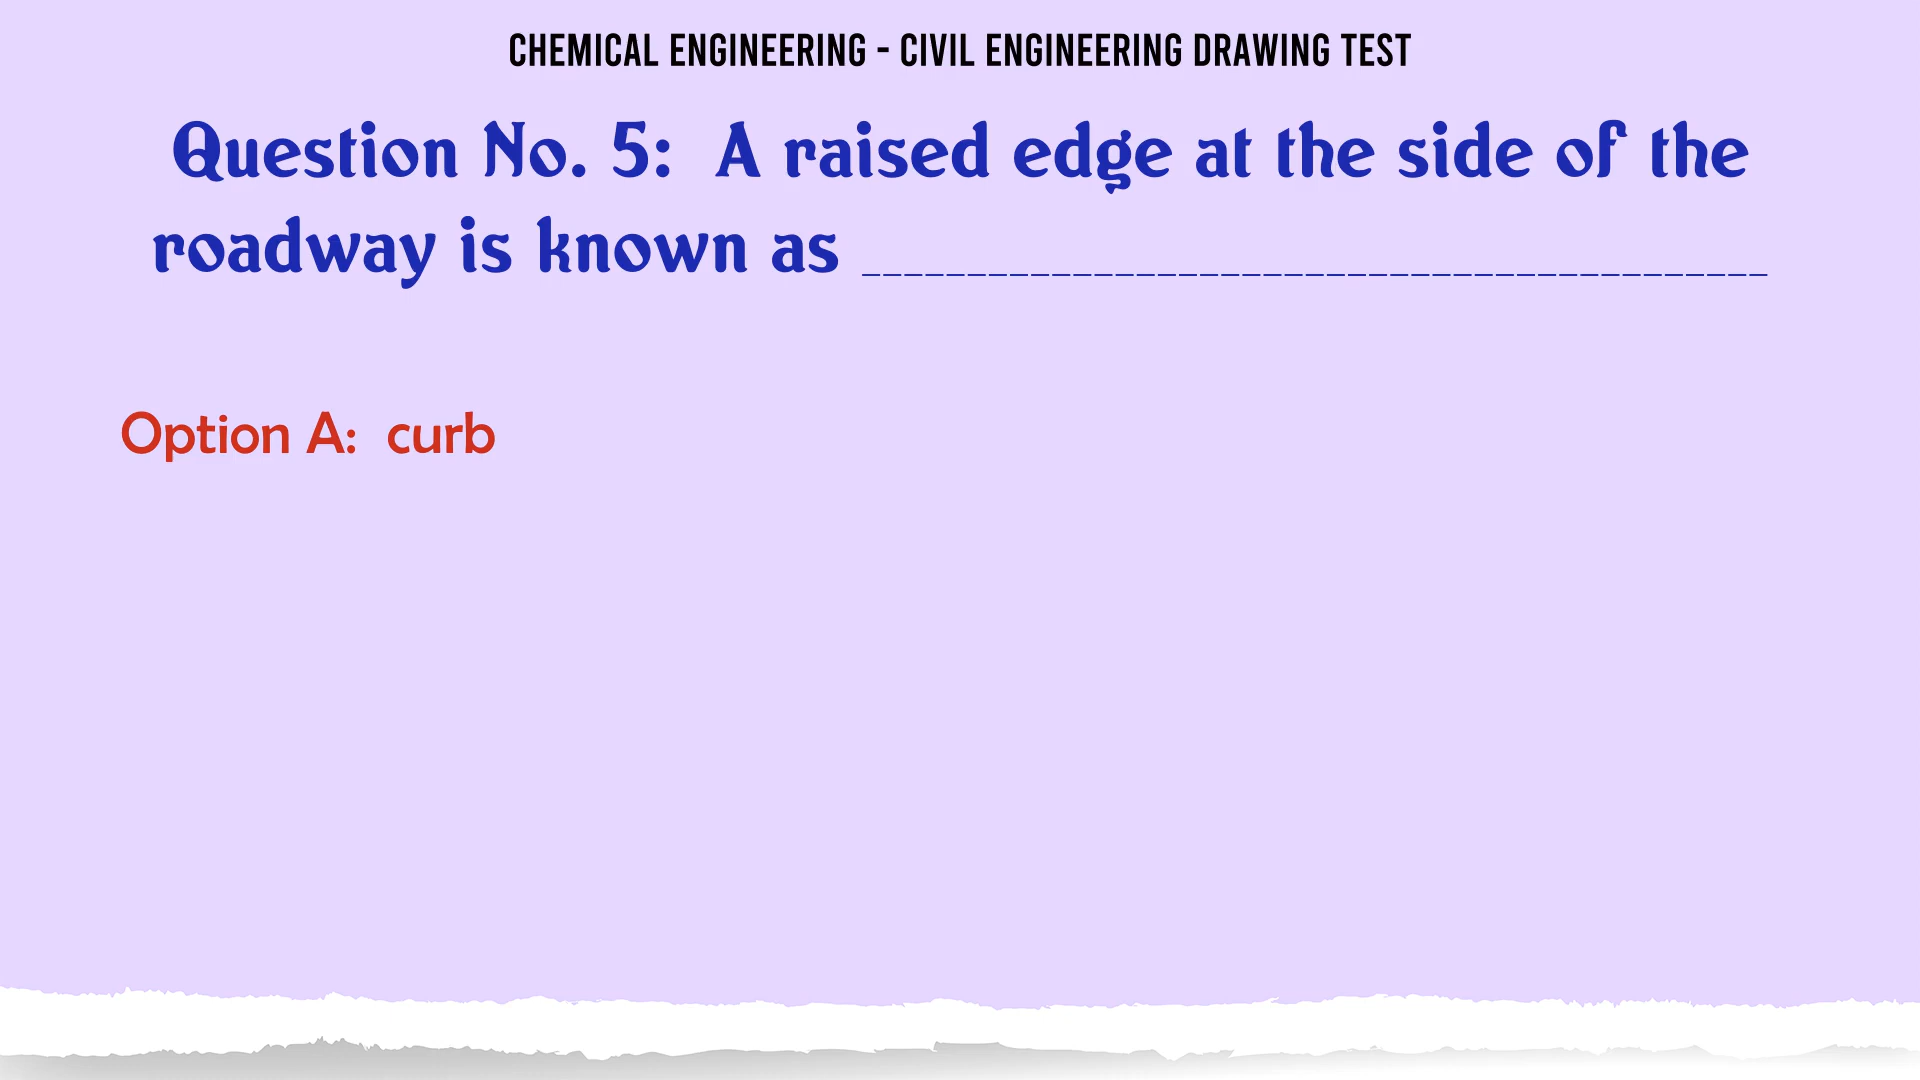 CHEMICAL ENGINEERING - CIVIL ENGINEERING DRAWING TEST
Question No. 5: A raised edge at the side of the
roadway is known as ___________________________________________
Option A: curb